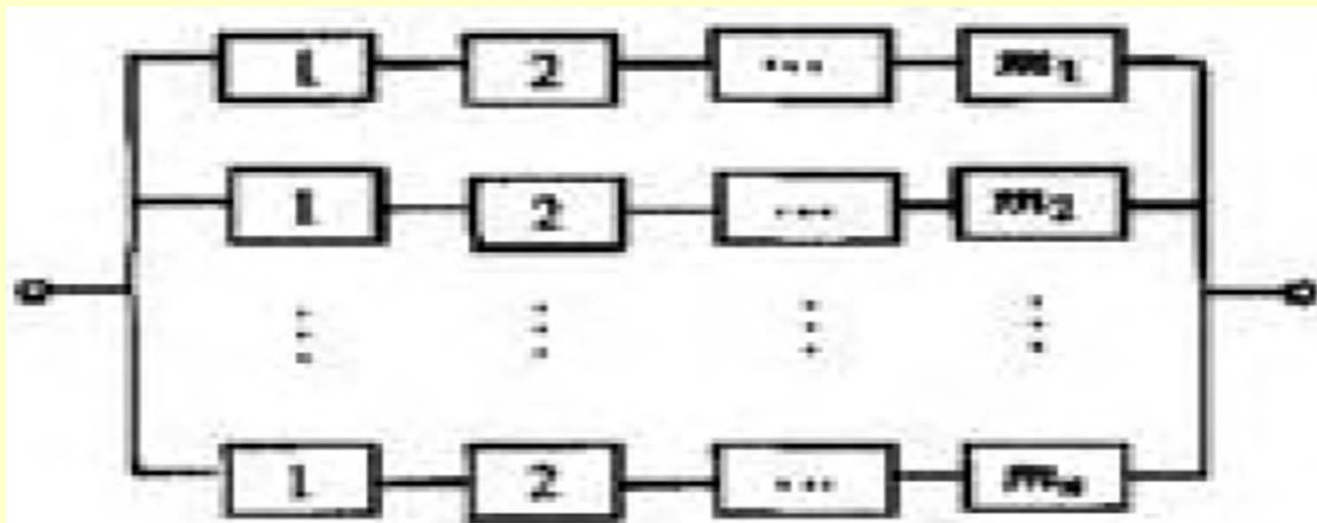 1 2 ... m₁
1 2 ... m₂
⋮ ⋮ ⋮ ⋮
1 2 ... mₙ